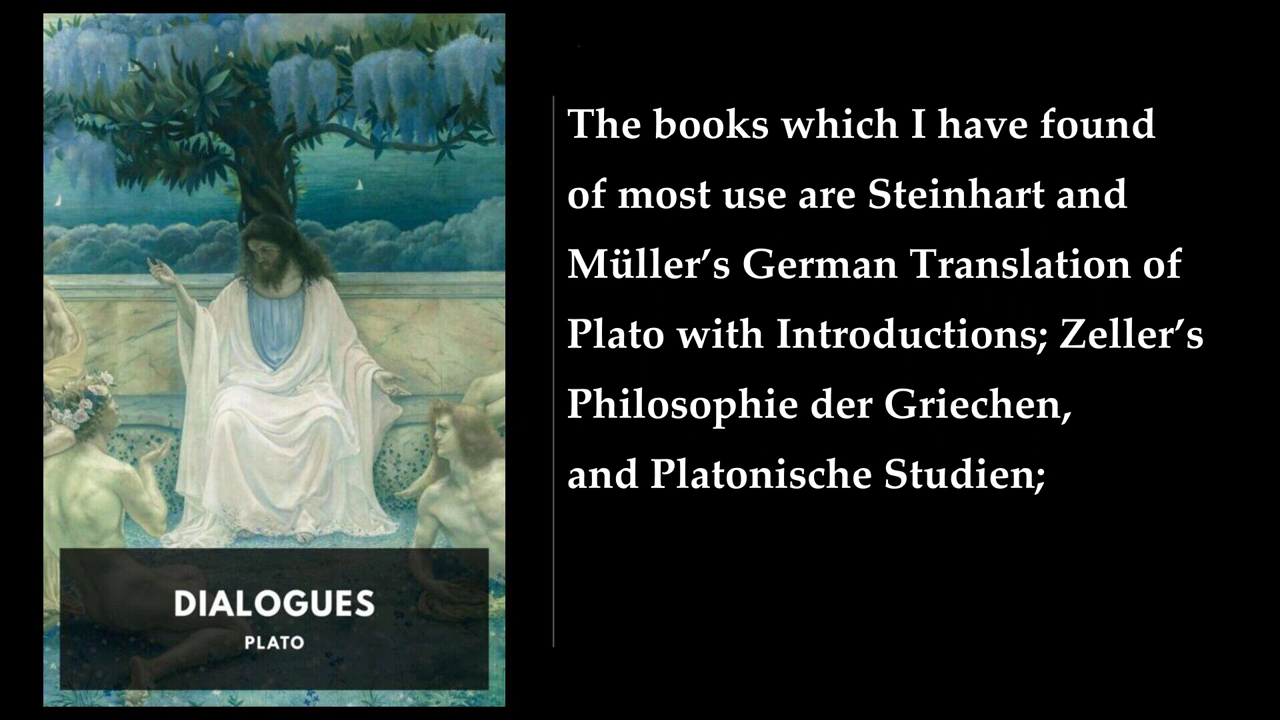 DIALOGUES
PLATO
The books which I have found
of most use are Steinhart and
Müller’s German Translation of
Plato with Introductions; Zeller’s
Philosophie der Griechen,
and Platonische Studien;